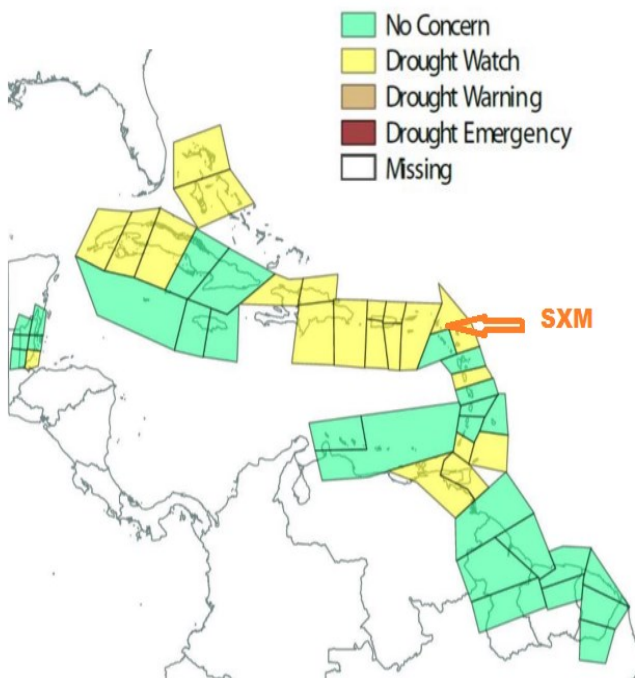 No Concern
Drought Watch
Drought Warning
Drought Emergency
Missing
SXM